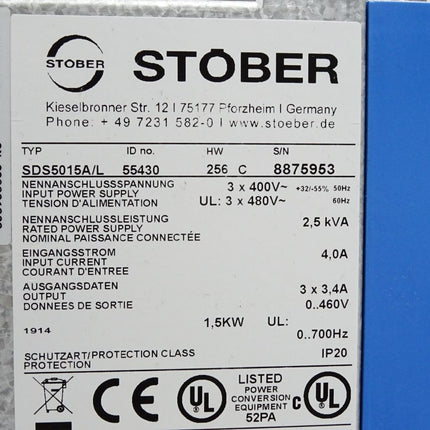 STÖBER
STÖBER
Kieselbronner Str. 12 I 75177 Pforzheim I Germany
Phone: + 49 7231 582-0 I www.stoeber.de
TYP ID no. HW S/N
SDS5015A/L 55430 256 C 8875953
NENNANSCHLUSSSPANNUNG 3 x 400V~ +32/-55% 50Hz
INPUT POWER SUPPLY UL: 3 x 480V~ 60Hz
TENSION D'ALIMENTATION
NENNANSCHLUSSLEISTUNG 2,5 kVA
RATED POWER SUPPLY
NOMINAL PAISSANCE CONNECTÉE
EINGANGSSTROM 4,0A
INPUT CURRENT
COURANT D'ENTREE
AUSGANGSDATEN 3 x 3,4A
OUTPUT
DONNÉES DE SORTIE 0..460V
1914 1,5KW UL:
0..700Hz
SCHUTZART/PROTECTION CLASS IP20
PROTECTION
CE UL LISTED C UL
POWER
CONVERSION
EQUIPMENT
52PA